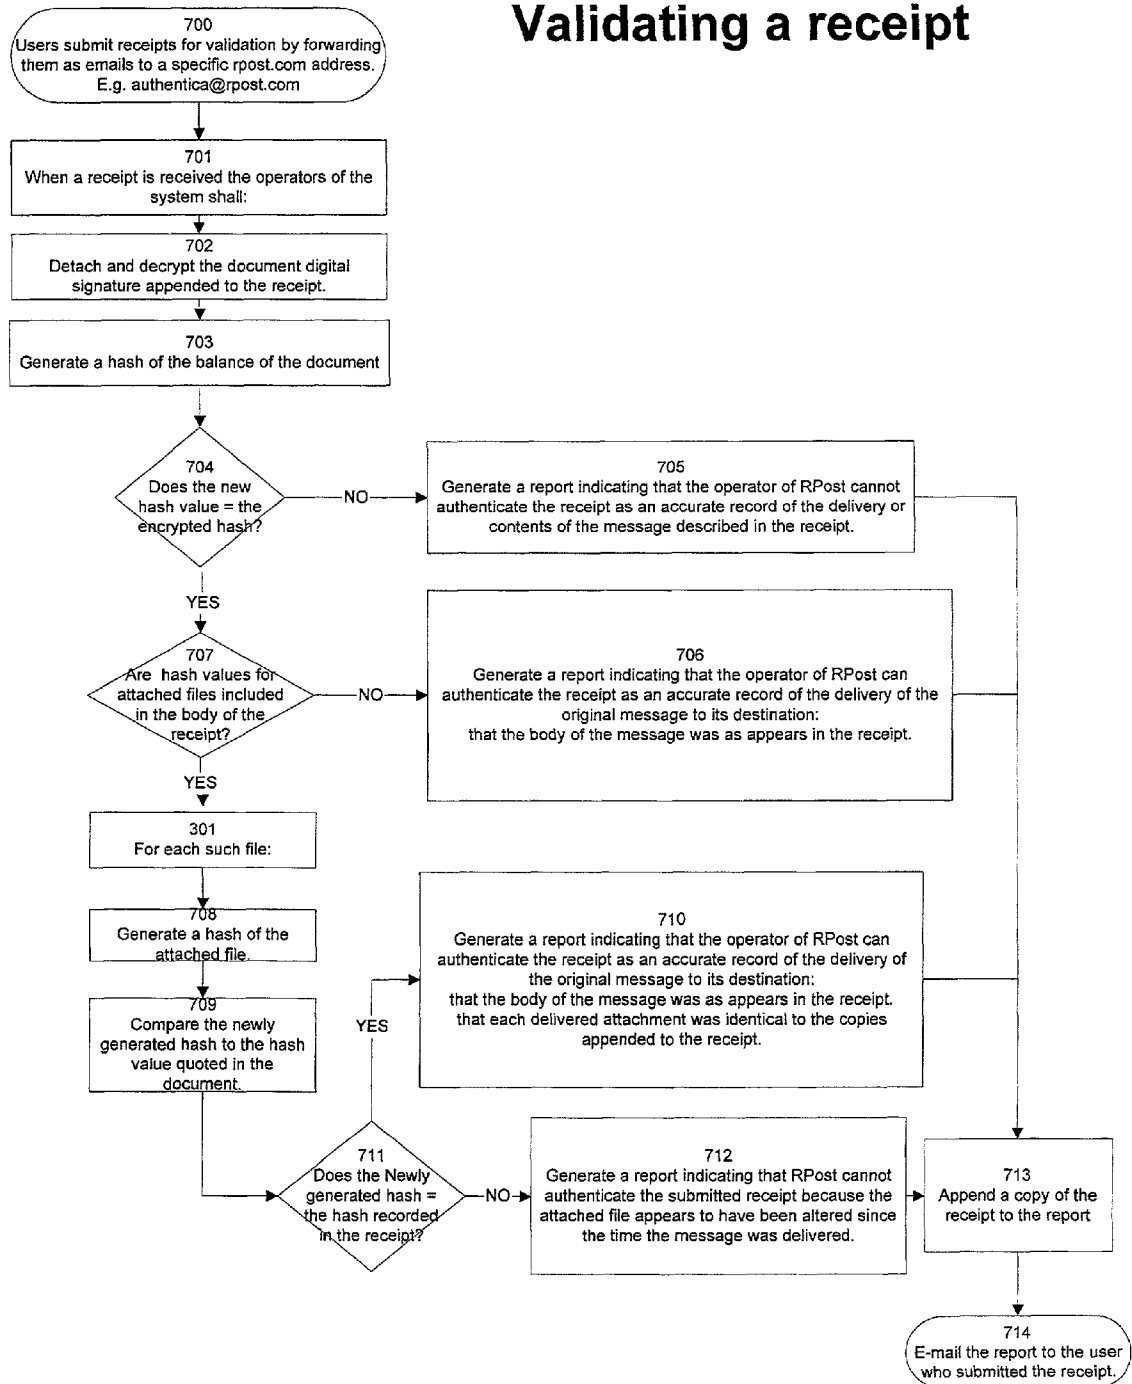 Validating a receipt
700
Users submit receipts for validation by forwarding
them as emails to a specific rpost.com address.
E.g. authentica@rpost.com
701
When a receipt is received the operators of the
system shall:
702
Detach and decrypt the document digital
signature appended to the receipt.
703
Generate a hash of the balance of the document
704
Does the new
hash value = the
encrypted hash?
NO
705
Generate a report indicating that the operator of RPost cannot
authenticate the receipt as an accurate record of the delivery or
contents of the message described in the receipt.
YES
707
Are hash values for
attached files included
in the body of the
receipt?
NO
706
Generate a report indicating that the operator of RPost can
authenticate the receipt as an accurate record of the delivery of the
original message to its destination:
that the body of the message was as appears in the receipt.
YES
301
For each such file:
708
Generate a hash of the
attached file.
709
Compare the newly
generated hash to the hash
value quoted in the
document.
710
Generate a report indicating that the operator of RPost can
authenticate the receipt as an accurate record of the delivery of
the original message to its destination:
that the body of the message was as appears in the receipt.
that each delivered attachment was identical to the copies
appended to the receipt.
YES
711
Does the Newly
generated hash =
the hash recorded
in the receipt?
NO
712
Generate a report indicating that RPost cannot
authenticate the submitted receipt because the
attached file appears to have been altered since
the time the message was delivered.
713
Append a copy of the
receipt to the report
714
E-mail the report to the user
who submitted the receipt.